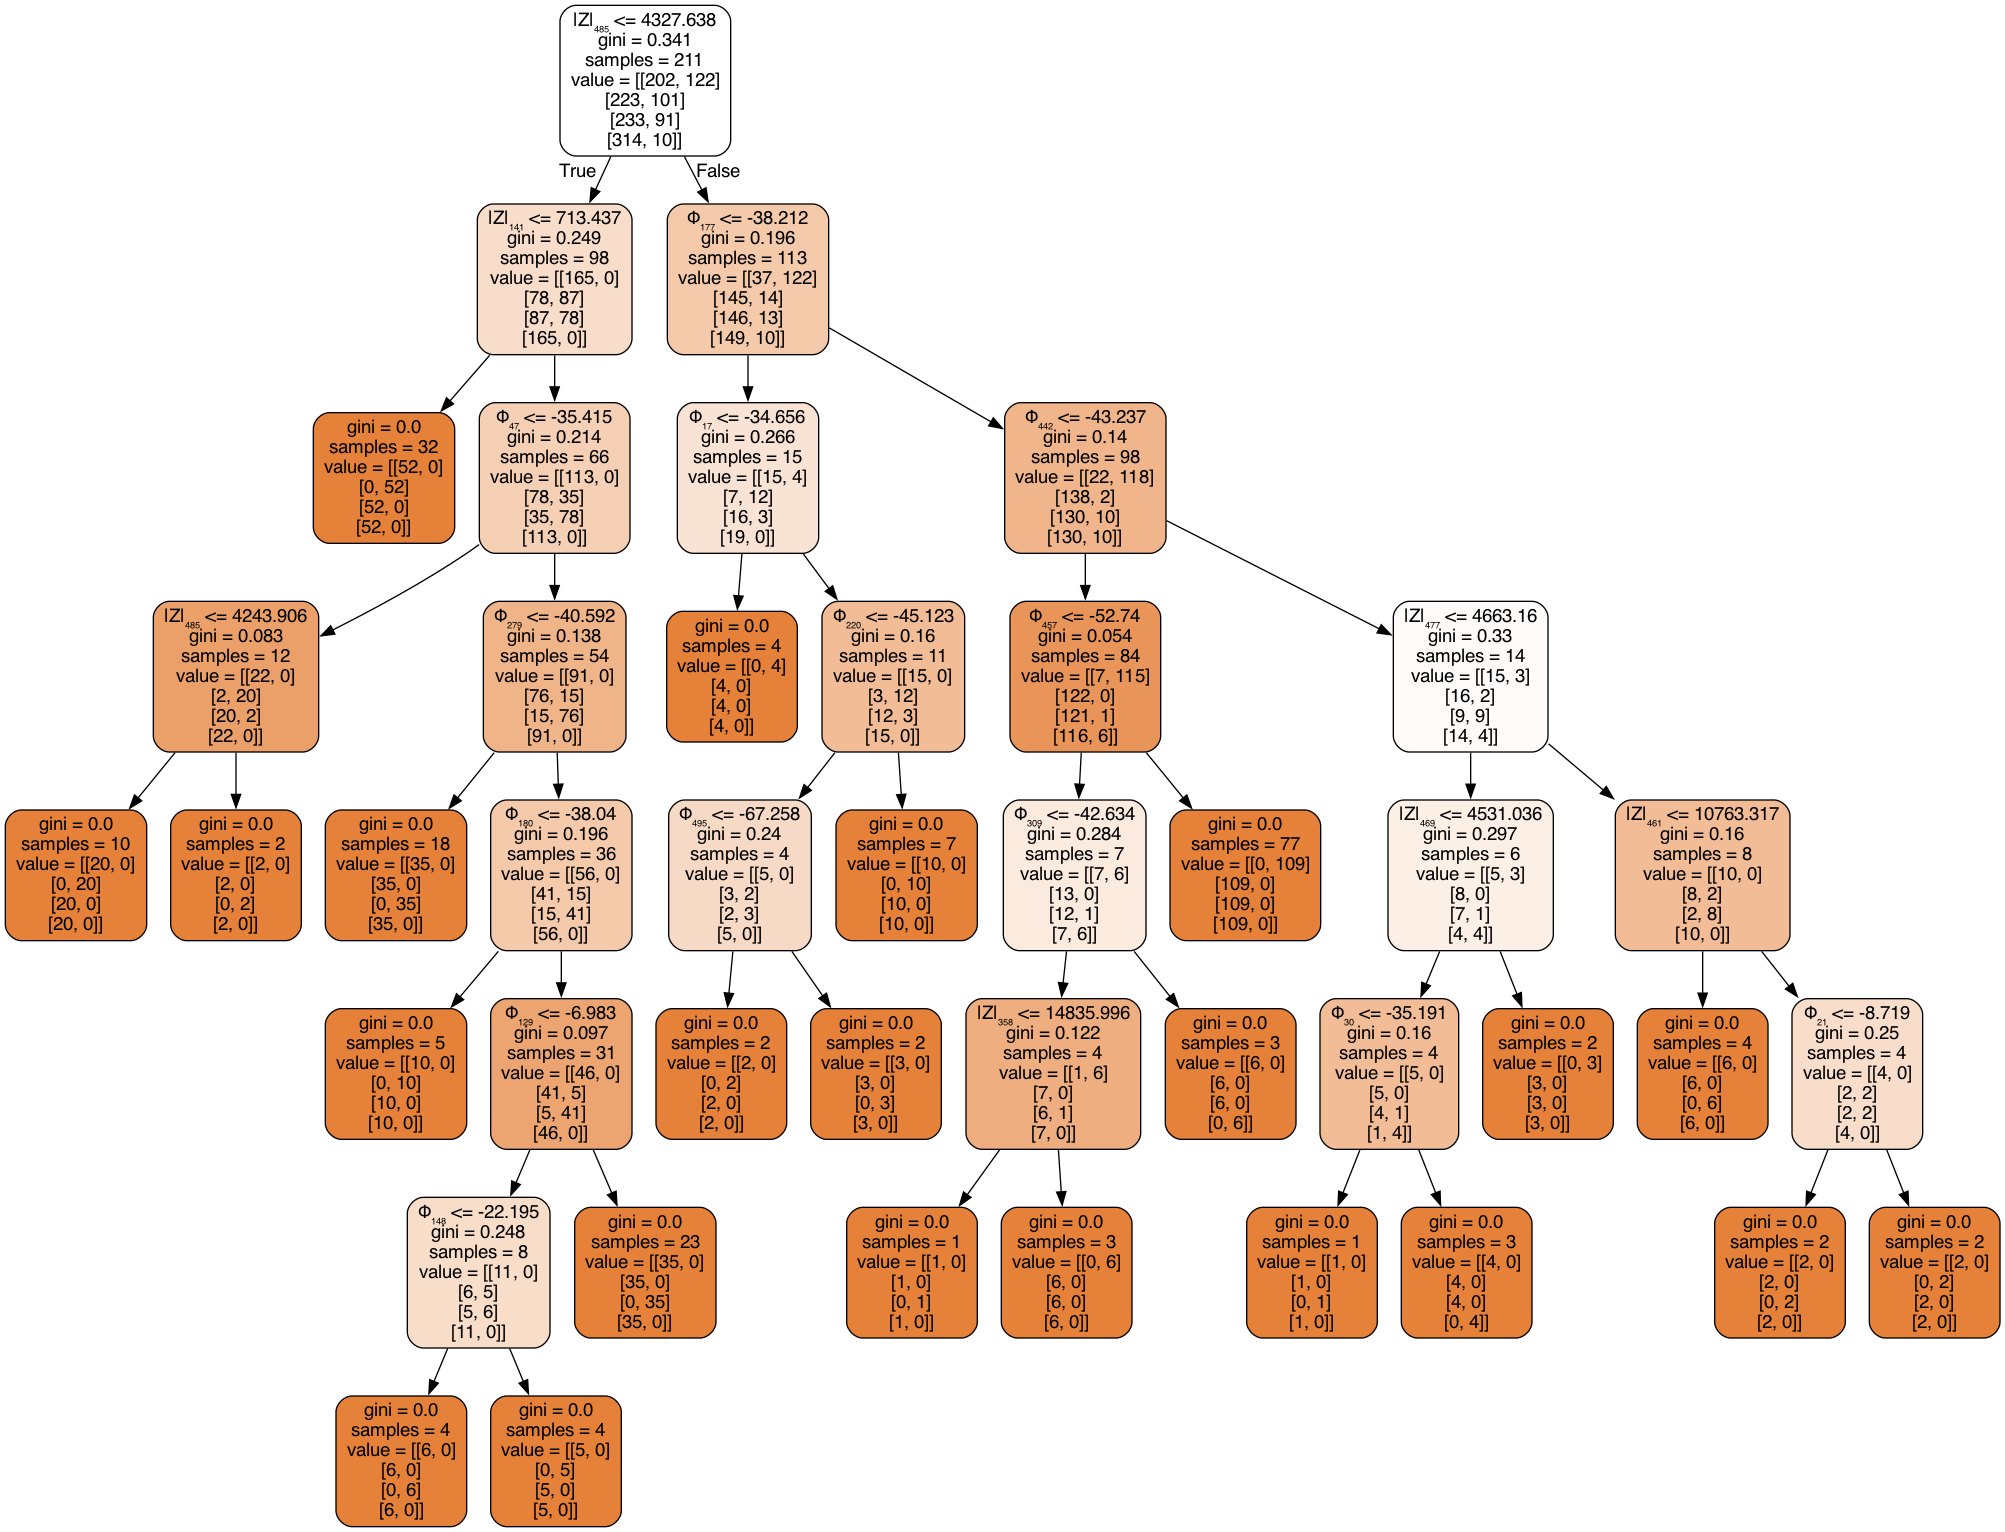 |Z|₄₈₅ <= 4327.638
gini = 0.341
samples = 211
value = [[202, 122]
[223, 101]
[233, 91]
[314, 10]]
True
False
|Z|₁₄₁ <= 713.437
gini = 0.249
samples = 98
value = [[165, 0]
[78, 87]
[87, 78]
[165, 0]]
Φ₁₇₇ <= -38.212
gini = 0.196
samples = 113
value = [[37, 122]
[145, 14]
[146, 13]
[149, 10]]
gini = 0.0
samples = 32
value = [[52, 0]
[0, 52]
[52, 0]
[52, 0]]
Φ₄₇ <= -35.415
gini = 0.214
samples = 66
value = [[113, 0]
[78, 35]
[35, 78]
[113, 0]]
Φ₁₇ <= -34.656
gini = 0.266
samples = 15
value = [[15, 4]
[7, 12]
[16, 3]
[19, 0]]
Φ₄₄₂ <= -43.237
gini = 0.14
samples = 98
value = [[22, 118]
[138, 2]
[130, 10]
[130, 10]]
|Z|₄₈₅ <= 4243.906
gini = 0.083
samples = 12
value = [[22, 0]
[2, 20]
[20, 2]
[22, 0]]
Φ₂₇₉ <= -40.592
gini = 0.138
samples = 54
value = [[91, 0]
[76, 15]
[15, 76]
[91, 0]]
gini = 0.0
samples = 4
value = [[0, 4]
[4, 0]
[4, 0]
[4, 0]]
Φ₂₂₀ <= -45.123
gini = 0.16
samples = 11
value = [[15, 0]
[3, 12]
[12, 3]
[15, 0]]
Φ₄₅₇ <= -52.74
gini = 0.054
samples = 84
value = [[7, 115]
[122, 0]
[121, 1]
[116, 6]]
|Z|₄₇₇ <= 4663.16
gini = 0.33
samples = 14
value = [[15, 3]
[16, 2]
[9, 9]
[14, 4]]
gini = 0.0
samples = 10
value = [[20, 0]
[0, 20]
[20, 0]
[20, 0]]
gini = 0.0
samples = 2
value = [[2, 0]
[2, 0]
[0, 2]
[2, 0]]
gini = 0.0
samples = 18
value = [[35, 0]
[35, 0]
[0, 35]
[35, 0]]
Φ₁₈₀ <= -38.04
gini = 0.196
samples = 36
value = [[56, 0]
[41, 15]
[15, 41]
[56, 0]]
Φ₄₉₅ <= -67.258
gini = 0.24
samples = 4
value = [[5, 0]
[3, 2]
[2, 3]
[5, 0]]
gini = 0.0
samples = 7
value = [[10, 0]
[0, 10]
[10, 0]
[10, 0]]
Φ₃₀₉ <= -42.634
gini = 0.284
samples = 7
value = [[7, 6]
[13, 0]
[12, 1]
[7, 6]]
gini = 0.0
samples = 77
value = [[0, 109]
[109, 0]
[109, 0]
[109, 0]]
|Z|₄₆₉ <= 4531.036
gini = 0.297
samples = 6
value = [[5, 3]
[8, 0]
[7, 1]
[4, 4]]
|Z|₄₆₁ <= 10763.317
gini = 0.16
samples = 8
value = [[10, 0]
[8, 2]
[2, 8]
[10, 0]]
gini = 0.0
samples = 5
value = [[10, 0]
[0, 10]
[10, 0]
[10, 0]]
Φ₁₂₉ <= -6.983
gini = 0.097
samples = 31
value = [[46, 0]
[41, 5]
[5, 41]
[46, 0]]
gini = 0.0
samples = 2
value = [[2, 0]
[0, 2]
[2, 0]
[2, 0]]
gini = 0.0
samples = 2
value = [[3, 0]
[3, 0]
[0, 3]
[3, 0]]
|Z|₃₅₈ <= 14835.996
gini = 0.122
samples = 4
value = [[1, 6]
[7, 0]
[6, 1]
[7, 0]]
gini = 0.0
samples = 3
value = [[6, 0]
[6, 0]
[6, 0]
[0, 6]]
Φ₃₀ <= -35.191
gini = 0.16
samples = 4
value = [[5, 0]
[5, 0]
[4, 1]
[1, 4]]
gini = 0.0
samples = 2
value = [[0, 3]
[3, 0]
[3, 0]
[3, 0]]
gini = 0.0
samples = 4
value = [[6, 0]
[6, 0]
[0, 6]
[6, 0]]
Φ₂₁ <= -8.719
gini = 0.25
samples = 4
value = [[4, 0]
[2, 2]
[2, 2]
[4, 0]]
Φ₁₄₈ <= -22.195
gini = 0.248
samples = 8
value = [[11, 0]
[6, 5]
[5, 6]
[11, 0]]
gini = 0.0
samples = 23
value = [[35, 0]
[35, 0]
[0, 35]
[35, 0]]
gini = 0.0
samples = 1
value = [[1, 0]
[1, 0]
[0, 1]
[1, 0]]
gini = 0.0
samples = 3
value = [[0, 6]
[6, 0]
[6, 0]
[6, 0]]
gini = 0.0
samples = 1
value = [[1, 0]
[1, 0]
[0, 1]
[1, 0]]
gini = 0.0
samples = 3
value = [[4, 0]
[4, 0]
[4, 0]
[0, 4]]
gini = 0.0
samples = 2
value = [[2, 0]
[2, 0]
[0, 2]
[2, 0]]
gini = 0.0
samples = 2
value = [[2, 0]
[0, 2]
[2, 0]
[2, 0]]
gini = 0.0
samples = 4
value = [[6, 0]
[6, 0]
[0, 6]
[6, 0]]
gini = 0.0
samples = 4
value = [[5, 0]
[0, 5]
[5, 0]
[5, 0]]